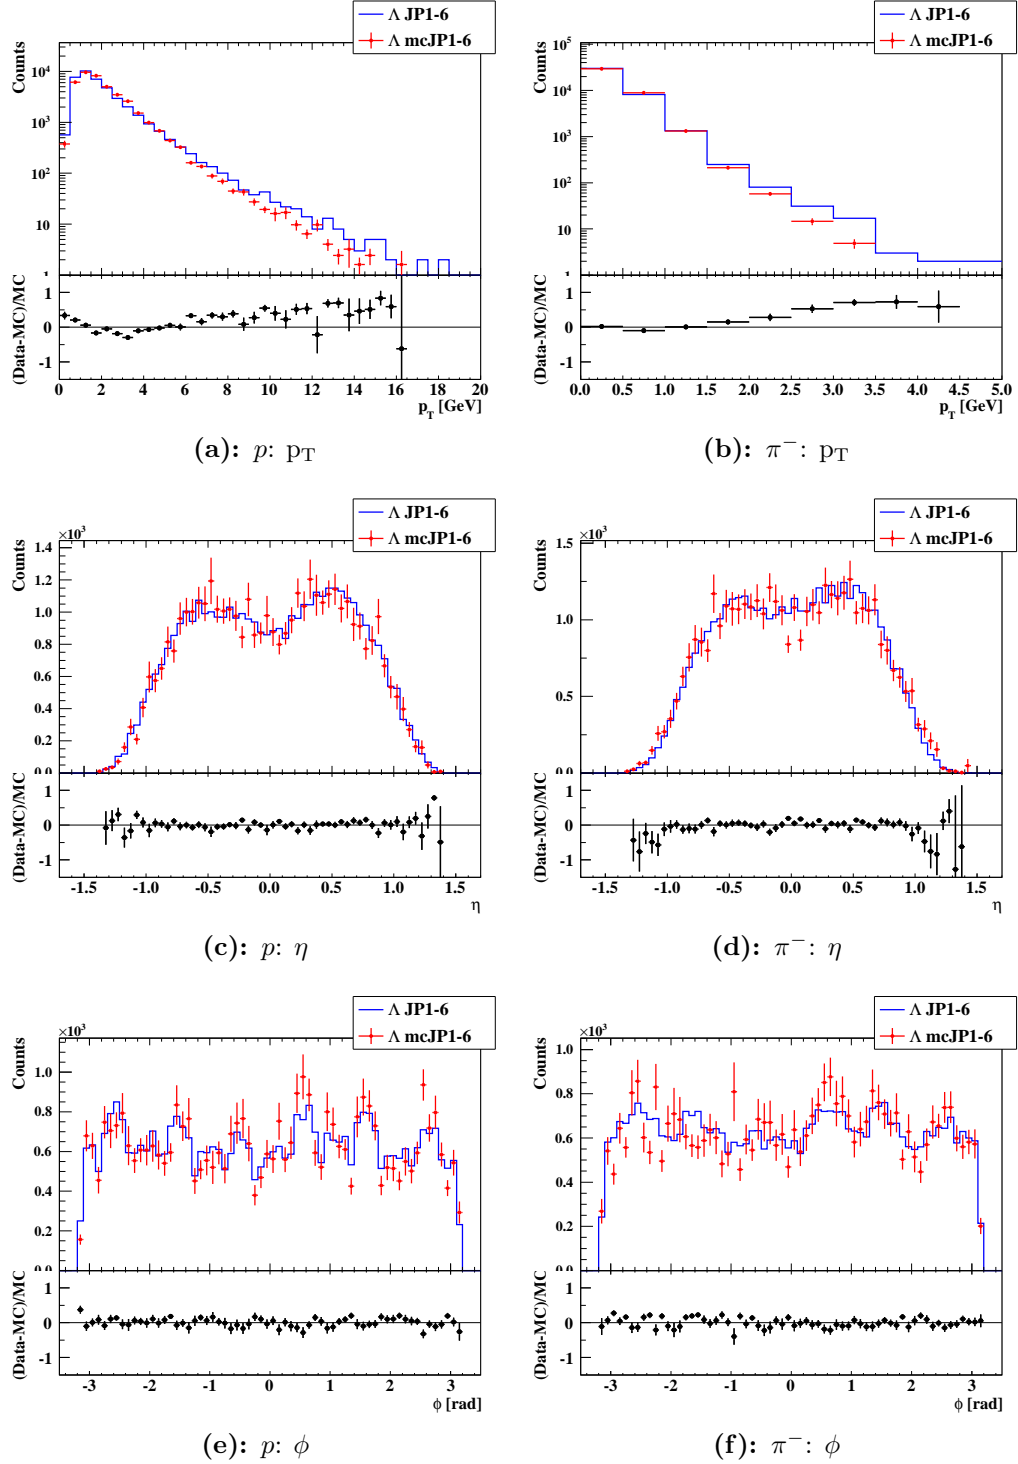 Λ JP1-6
Λ mcJP1-6
Counts
10⁴
10³
10²
10
1
(Data-MC)/MC
1
0
-1
0 2 4 6 8 10 12 14 16 18 20
p_T [GeV]
(a): p: p_T
Λ JP1-6
Λ mcJP1-6
Counts
10⁵
10⁴
10³
10²
10
1
(Data-MC)/MC
1
0
-1
0.0 0.5 1.0 1.5 2.0 2.5 3.0 3.5 4.0 4.5 5.0
p_T [GeV]
(b): π⁻: p_T
Λ JP1-6
Λ mcJP1-6
×10³
Counts
1.4
1.2
1.0
0.8
0.6
0.4
0.2
0.0
(Data-MC)/MC
1
0
-1
-1.5 -1.0 -0.5 0.0 0.5 1.0 1.5
η
(c): p: η
Λ JP1-6
Λ mcJP1-6
×10³
Counts
1.5
1.0
0.5
0.0
(Data-MC)/MC
1
0
-1
-1.5 -1.0 -0.5 0.0 0.5 1.0 1.5
η
(d): π⁻: η
Λ JP1-6
Λ mcJP1-6
×10³
Counts
1.0
0.8
0.6
0.4
0.2
0.0
(Data-MC)/MC
1
0
-1
-3 -2 -1 0 1 2 3
ϕ [rad]
(e): p: ϕ
Λ JP1-6
Λ mcJP1-6
×10³
Counts
1.0
0.8
0.6
0.4
0.2
0.0
(Data-MC)/MC
1
0
-1
-3 -2 -1 0 1 2 3
ϕ [rad]
(f): π⁻: ϕ